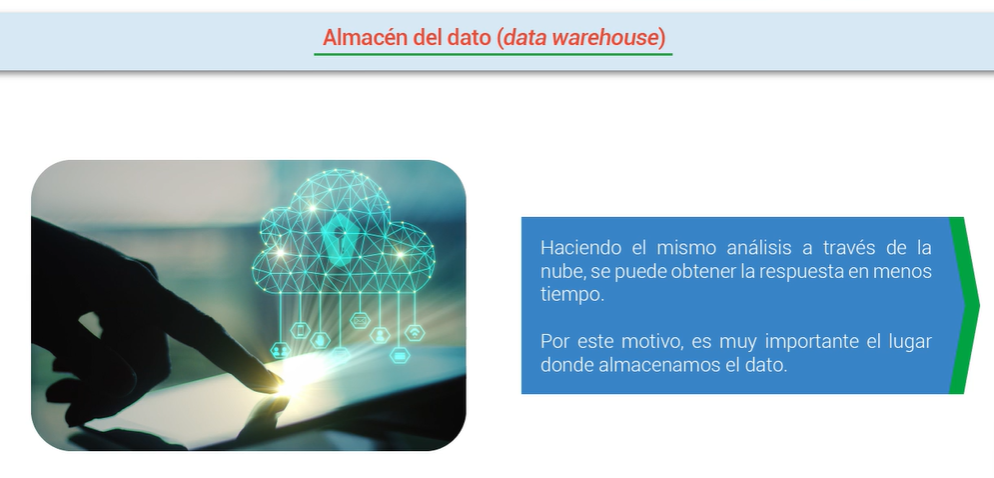 Almacén del dato (data warehouse)
Haciendo el mismo análisis a través de la
nube, se puede obtener la respuesta en menos
tiempo.
Por este motivo, es muy importante el lugar
donde almacenamos el dato.